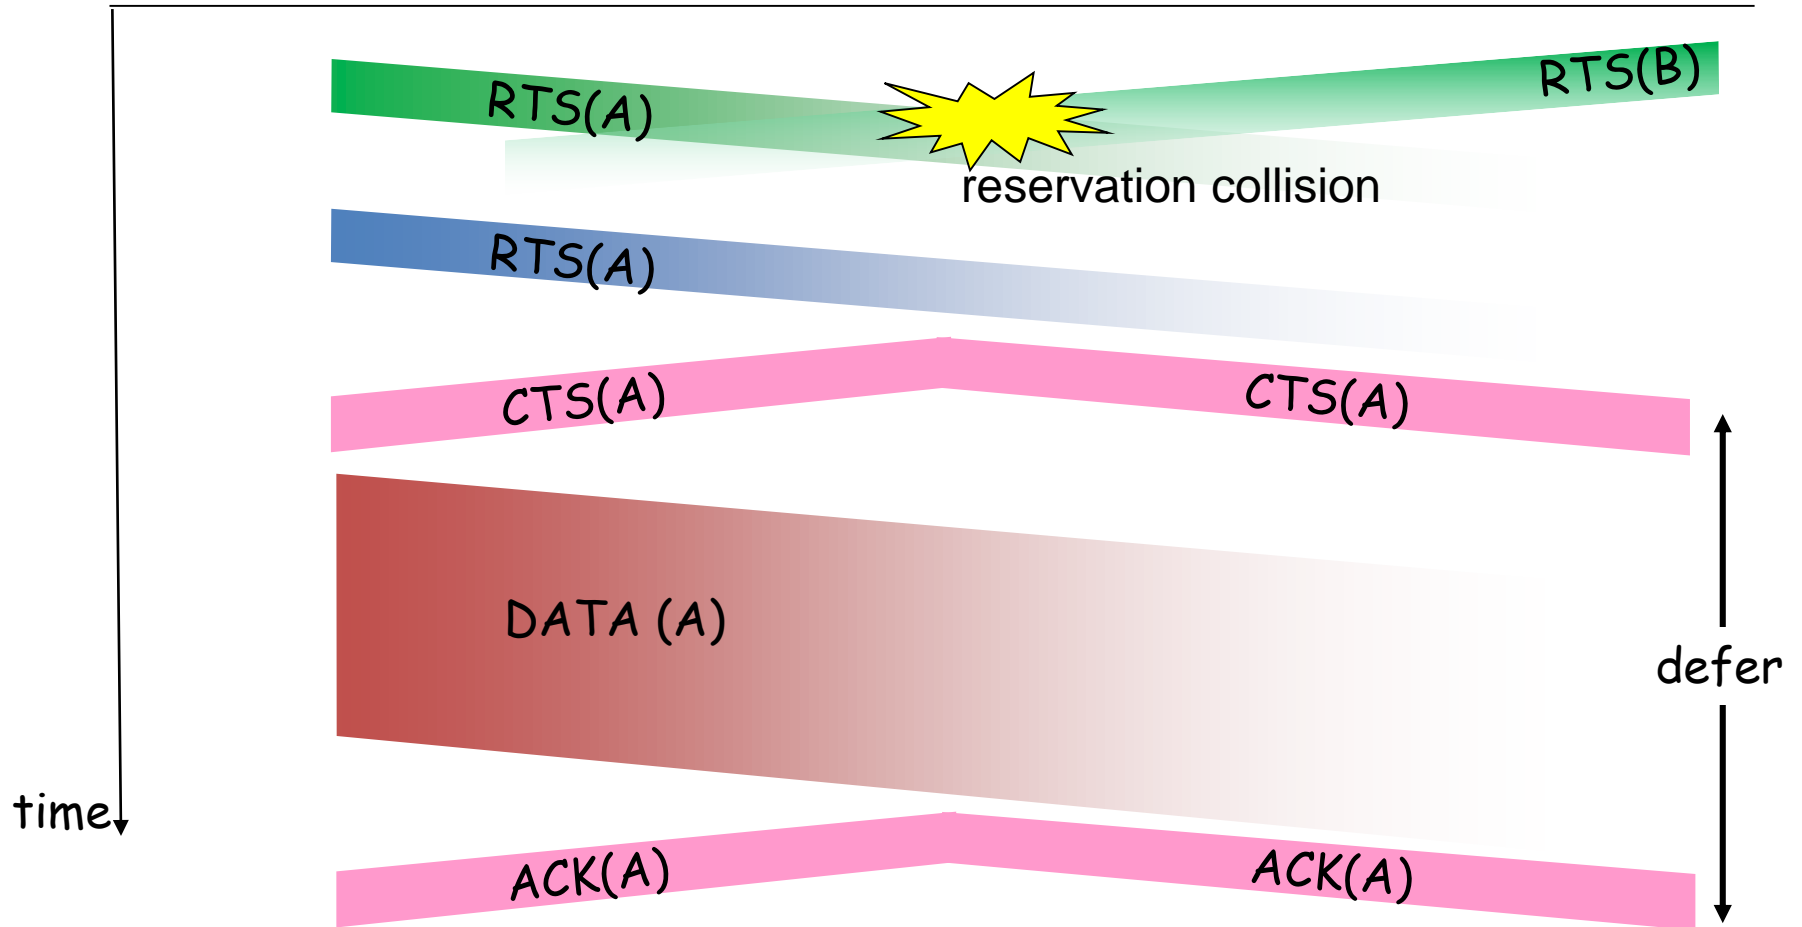 RTS(A)
RTS(B)
reservation collision
RTS(A)
CTS(A)
CTS(A)
DATA (A)
defer
time
ACK(A)
ACK(A)